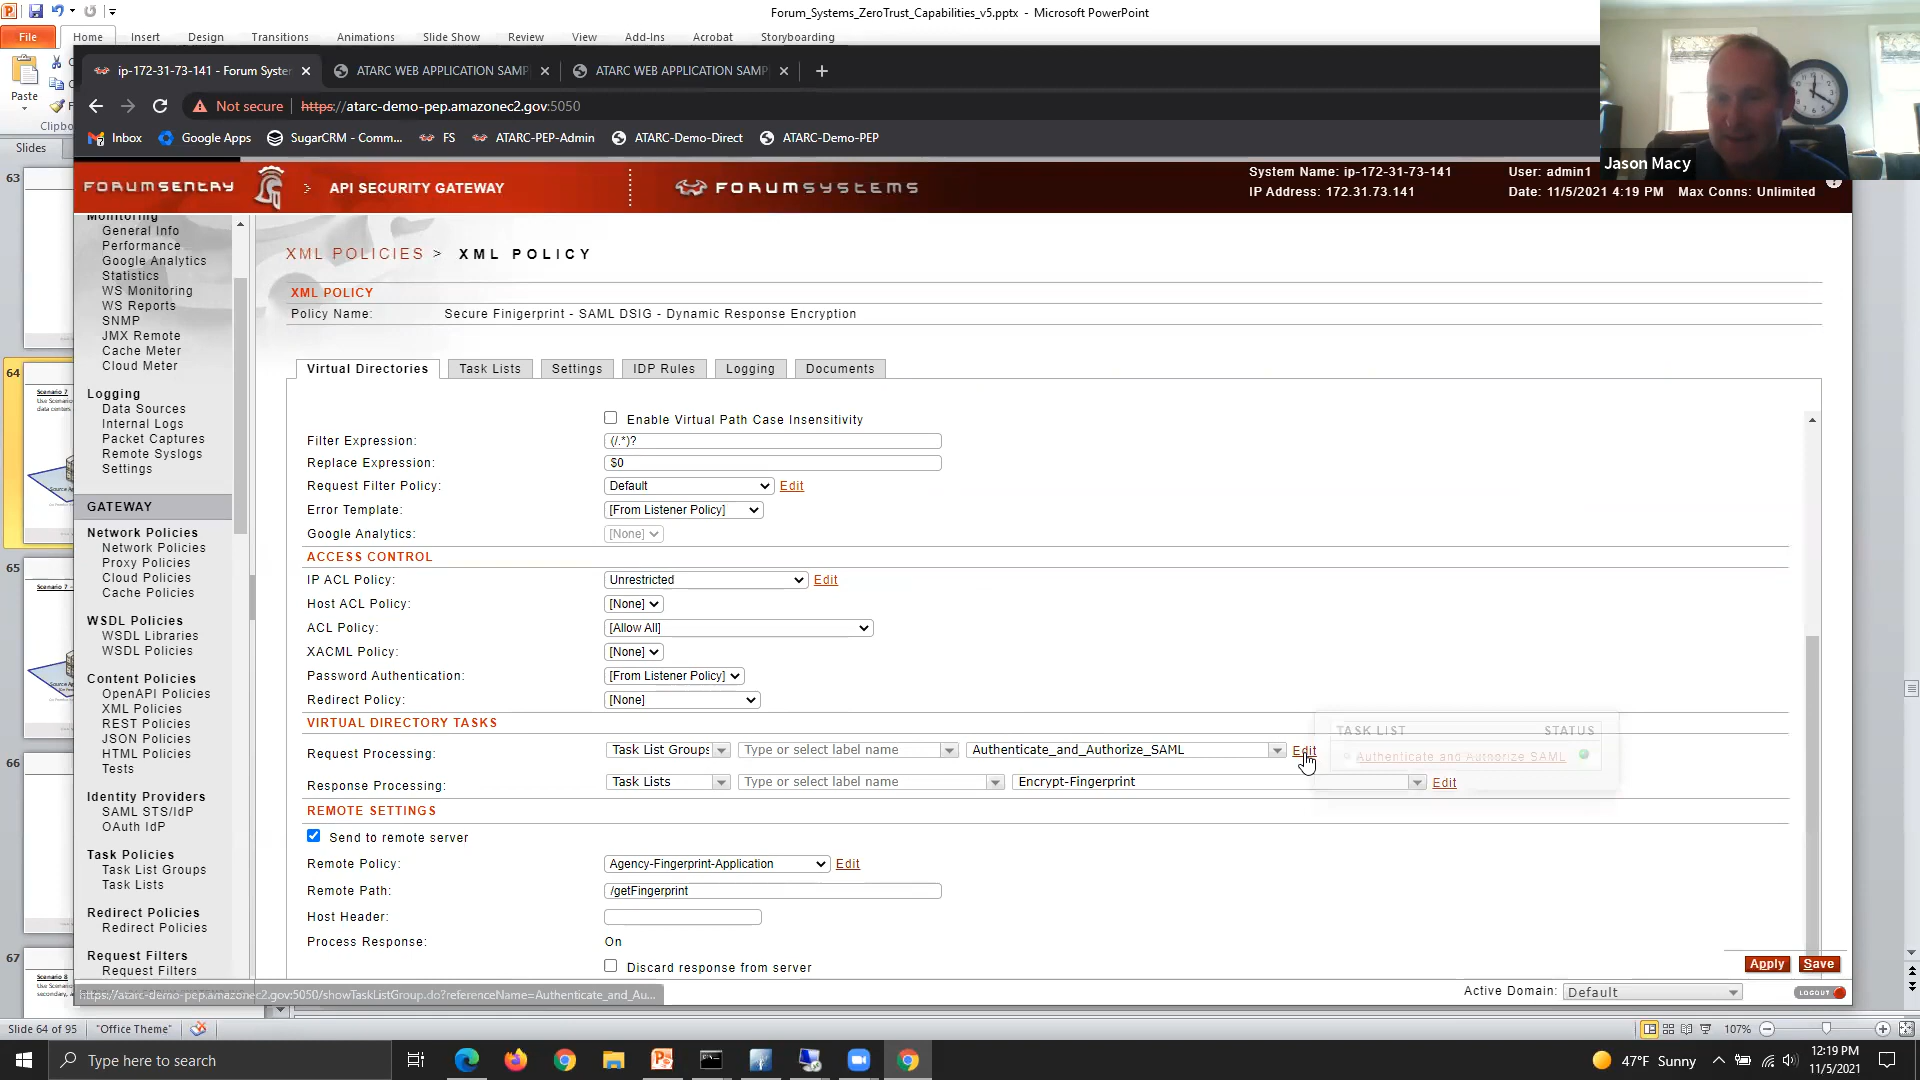 Forum_Systems_ZeroTrust_Capabilities_v5.pptx - Microsoft PowerPoint
File Home Insert Design Transitions Animations Slide Show Review View Add-Ins Acrobat Storyboarding
Paste
Clipb
Slides
ip-172-31-73-141 - Forum Syste
ATARC WEB APPLICATION SAMP
ATARC WEB APPLICATION SAMP
Not secure https://atarc-demo-pep.amazonec2.gov:5050
Inbox Google Apps SugarCRM - Comm... FS ATARC-PEP-Admin ATARC-Demo-Direct ATARC-Demo-PEP
Jason Macy
FORUMSENTRY API SECURITY GATEWAY FORUMSYSTEMS
System Name: ip-172-31-73-141 User: admin1
IP Address: 172.31.73.141 Date: 11/5/2021 4:19 PM Max Conns: Unlimited
63
64
Scenario 7
65
66
67
Scenario 8
Monitoring
General Info
Performance
Google Analytics
Statistics
WS Monitoring
WS Reports
SNMP
JMX Remote
Cache Meter
Cloud Meter
Logging
Data Sources
Internal Logs
Packet Captures
Remote Syslogs
Settings
GATEWAY
Network Policies
Network Policies
Proxy Policies
Cloud Policies
Cache Policies
WSDL Policies
WSDL Libraries
WSDL Policies
Content Policies
OpenAPI Policies
XML Policies
REST Policies
JSON Policies
HTML Policies
Tests
Identity Providers
SAML STS/IdP
OAuth IdP
Task Policies
Task List Groups
Task Lists
Redirect Policies
Redirect Policies
Request Filters
Request Filters
XML POLICIES > XML POLICY
XML POLICY
Policy Name: Secure Finigerprint - SAML DSIG - Dynamic Response Encryption
Virtual Directories Task Lists Settings IDP Rules Logging Documents
Enable Virtual Path Case Insensitivity
Filter Expression: (/.*)?
Replace Expression: $0
Request Filter Policy: Default Edit
Error Template: [From Listener Policy]
Google Analytics: [None]
ACCESS CONTROL
IP ACL Policy: Unrestricted Edit
Host ACL Policy: [None]
ACL Policy: [Allow All]
XACML Policy: [None]
Password Authentication: [From Listener Policy]
Redirect Policy: [None]
VIRTUAL DIRECTORY TASKS
Request Processing: Task List Groups Type or select label name Authenticate_and_Authorize_SAML Edit
TASK LIST STATUS
Authenticate and Authorize SAML
Response Processing: Task Lists Type or select label name Encrypt-Fingerprint Edit
REMOTE SETTINGS
Send to remote server
Remote Policy: Agency-Fingerprint-Application Edit
Remote Path: /getFingerprint
Host Header:
Process Response: On
Discard response from server
Apply Save
https://atarc-demo-pep.amazonec2.gov:5050/showTaskListGroup.do?referenceName=Authenticate_and_Au...
Active Domain: Default LOGOUT
Slide 64 of 95 "Office Theme" 107%
Type here to search
47°F Sunny
12:19 PM
11/5/2021